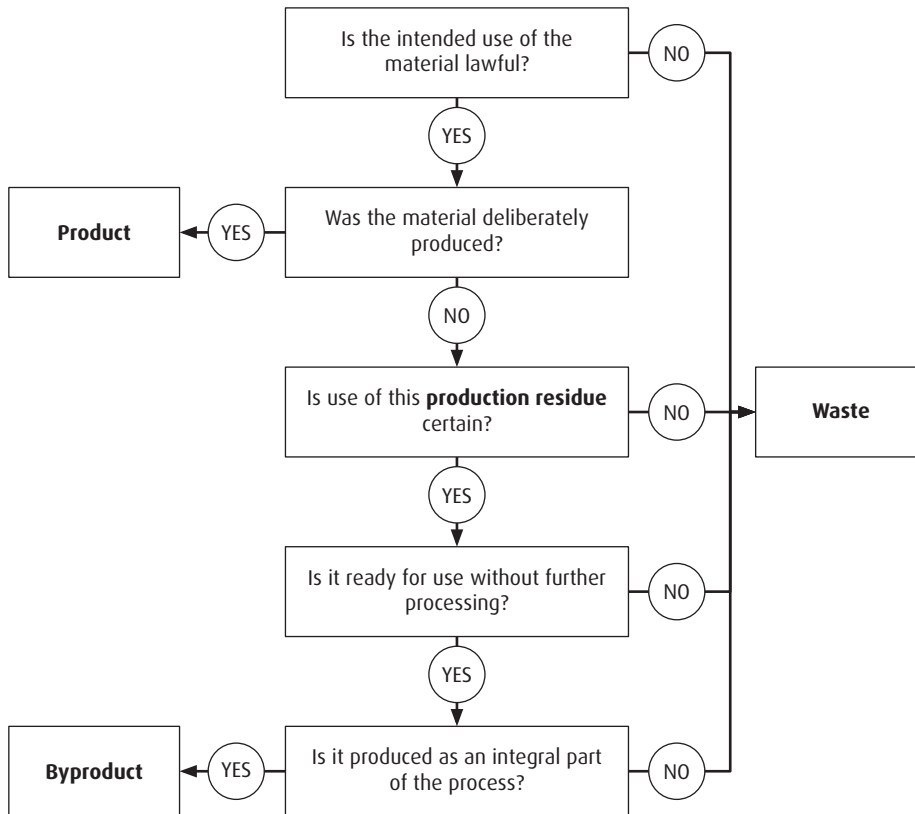 Is the intended use of the
material lawful?
NO
YES
Product
YES
Was the material deliberately
produced?
NO
Is use of this production residue
certain?
NO
Waste
YES
Is it ready for use without further
processing?
NO
YES
Byproduct
YES
Is it produced as an integral part
of the process?
NO